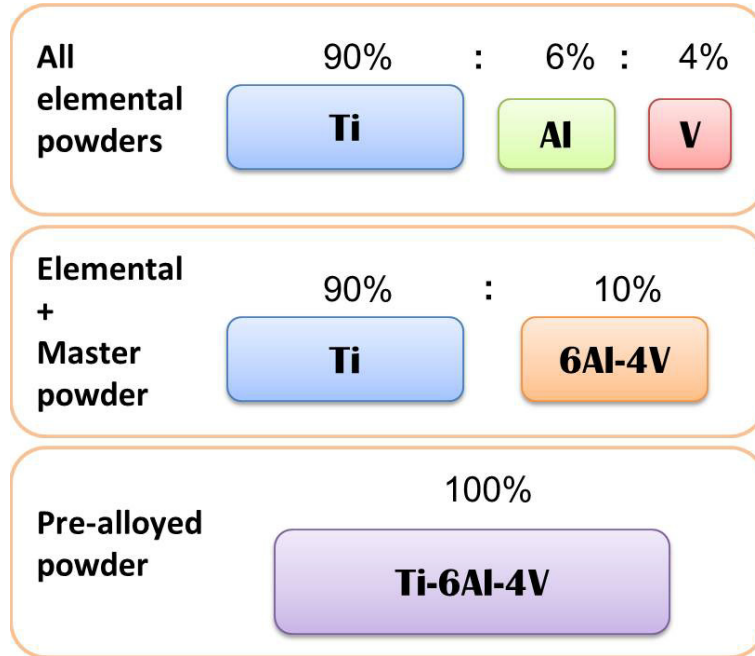 All
elemental
powders
90% : 6% : 4%
Ti Al V
Elemental
+
Master
powder
90% : 10%
Ti 6Al-4V
Pre-alloyed
powder
100%
Ti-6Al-4V